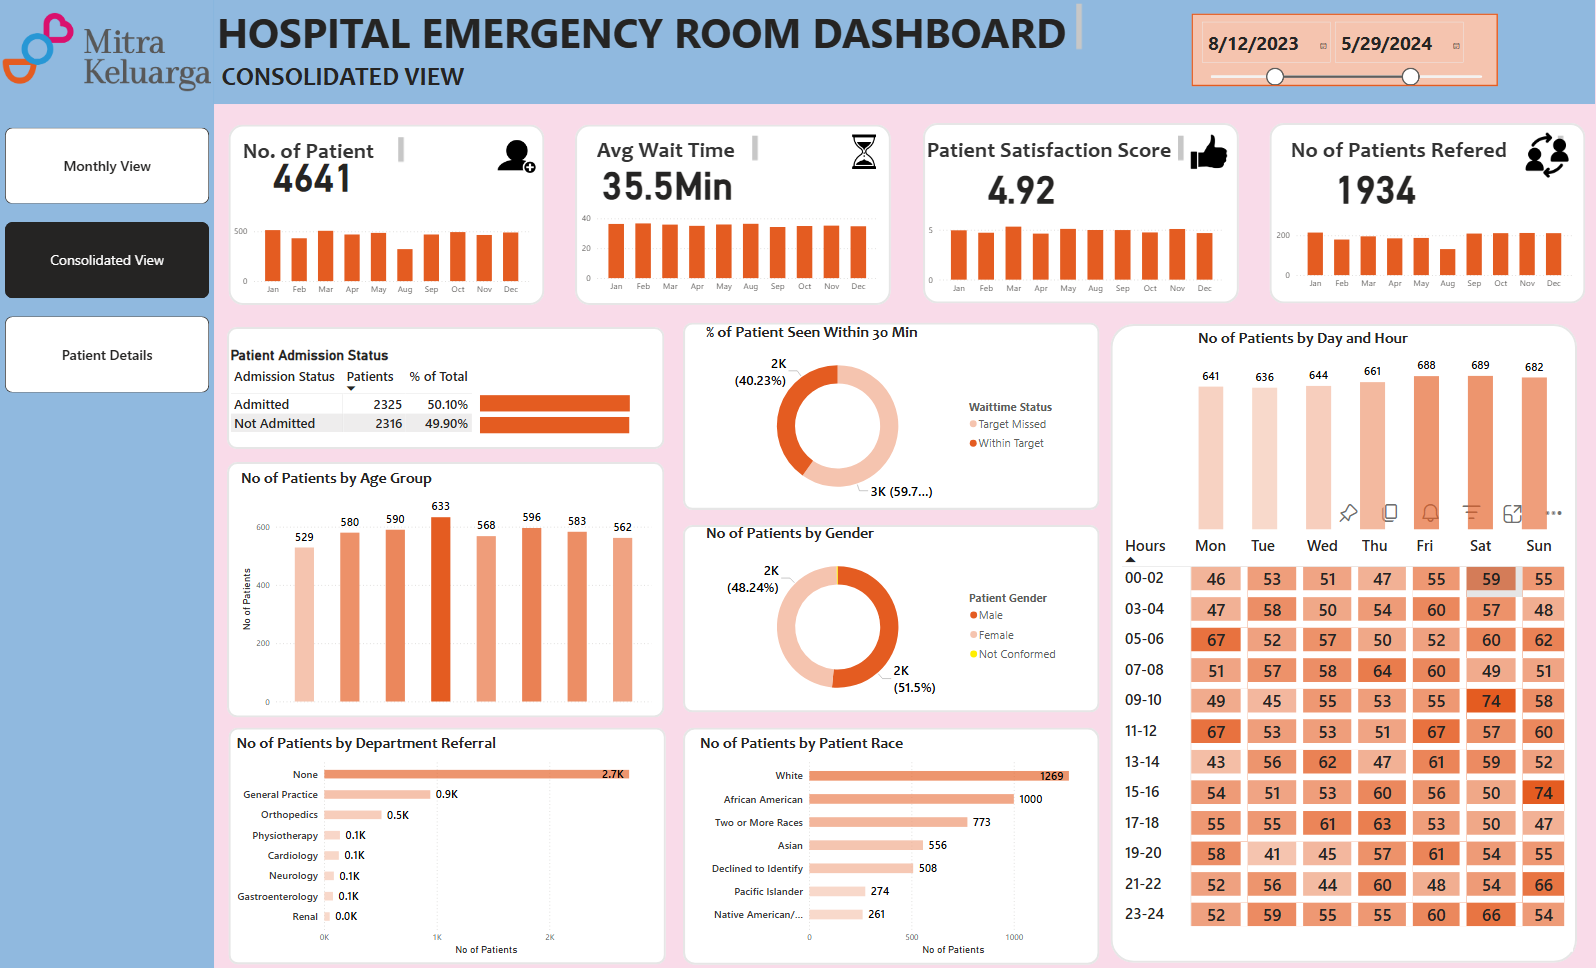 Mitra
Keluarga
HOSPITAL EMERGENCY ROOM DASHBOARD
CONSOLIDATED VIEW
8/12/2023 5/29/2024
Monthly View
Consolidated View
Patient Details
No. of Patient
4641
500
0
Jan Feb Mar Apr May Aug Sep Oct Nov Dec
Avg Wait Time
35.5Min
40
20
0
Jan Feb Mar Apr May Aug Sep Oct Nov Dec
Patient Satisfaction Score
4.92
5
0
Jan Feb Mar Apr May Aug Sep Oct Nov Dec
No of Patients Refered
1934
200
0
Jan Feb Mar Apr May Aug Sep Oct Nov Dec
Patient Admission Status
Admission Status Patients % of Total
Admitted 2325 50.10%
Not Admitted 2316 49.90%
No of Patients by Age Group
529 580 590 633 568 596 583 562
600
400
200
0
No of Patients
No of Patients by Department Referral
None 2.7K
General Practice 0.9K
Orthopedics 0.5K
Physiotherapy 0.1K
Cardiology 0.1K
Neurology 0.1K
Gastroenterology 0.1K
Renal 0.0K
0K 1K 2K
No of Patients
% of Patient Seen Within 30 Min
2K
(40.23%)
3K (59.7...)
Waittime Status
Target Missed
Within Target
No of Patients by Gender
2K
(48.24%)
2K
(51.5%)
Patient Gender
Male
Female
Not Conformed
No of Patients by Patient Race
White 1269
African American 1000
Two or More Races 773
Asian 556
Declined to Identify 508
Pacific Islander 274
Native American/... 261
0 500 1000
No of Patients
No of Patients by Day and Hour
641 636 644 661 688 689 682
Hours Mon Tue Wed Thu Fri Sat Sun
00-02 46 53 51 47 55 59 55
03-04 47 58 50 54 60 57 48
05-06 67 52 57 50 52 60 62
07-08 51 57 58 64 60 49 51
09-10 49 45 55 53 55 74 58
11-12 67 53 53 51 67 57 60
13-14 43 56 62 47 61 59 52
15-16 54 51 53 60 56 50 74
17-18 55 55 61 63 53 50 47
19-20 58 41 45 57 61 54 55
21-22 52 56 44 60 48 54 66
23-24 52 59 55 55 60 66 54